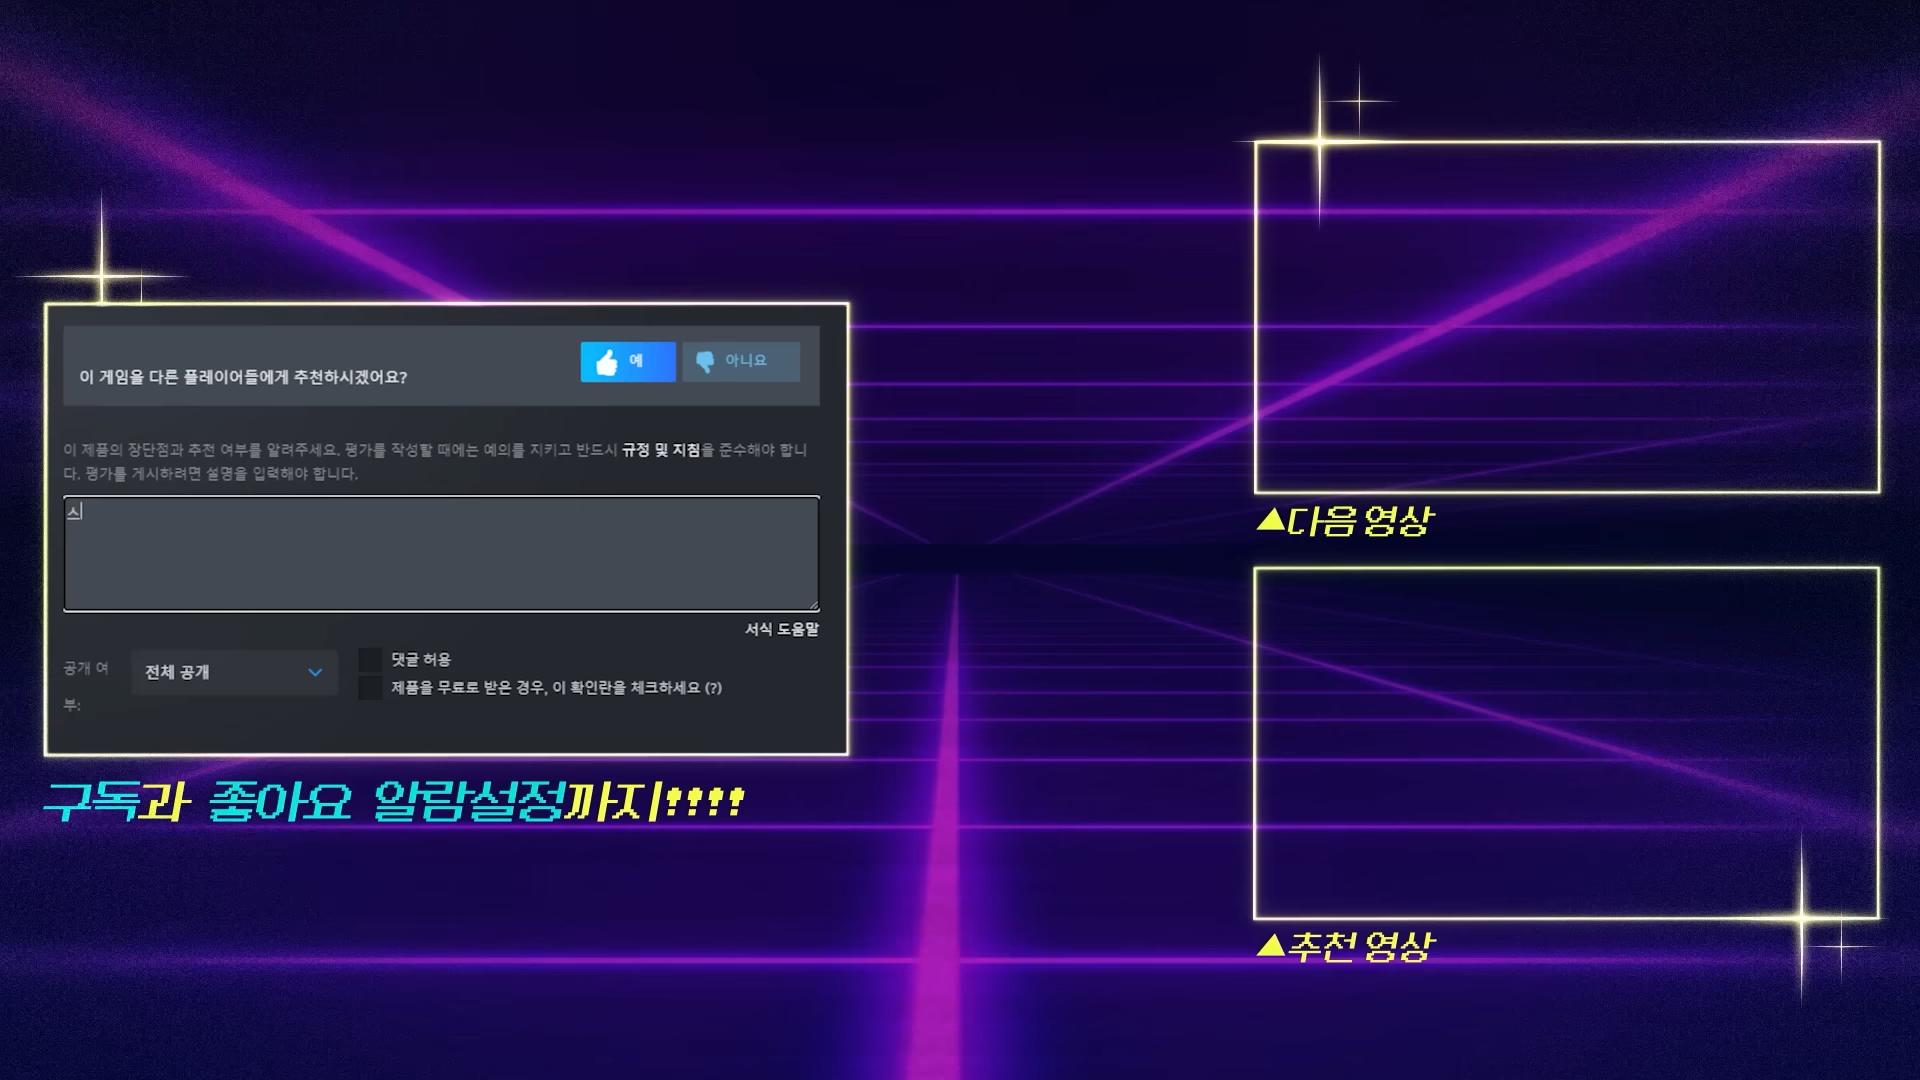 이 게임을 다른 플레이어들에게 추천하시겠어요?
예
아니요
이 제품의 장단점과 추천 여부를 알려주세요. 평가를 작성할 때에는 예의를 지키고 반드시 규정 및 지침을 준수해야 합니
다. 평가를 게시하려면 설명을 입력해야 합니다.
시
서식 도움말
공개 여
부:
전체 공개
댓글 허용
제품을 무료로 받은 경우, 이 확인란을 체크하세요 (?)
구독과 좋아요 알람설정까지!!!!
▲다음 영상
▲추천 영상